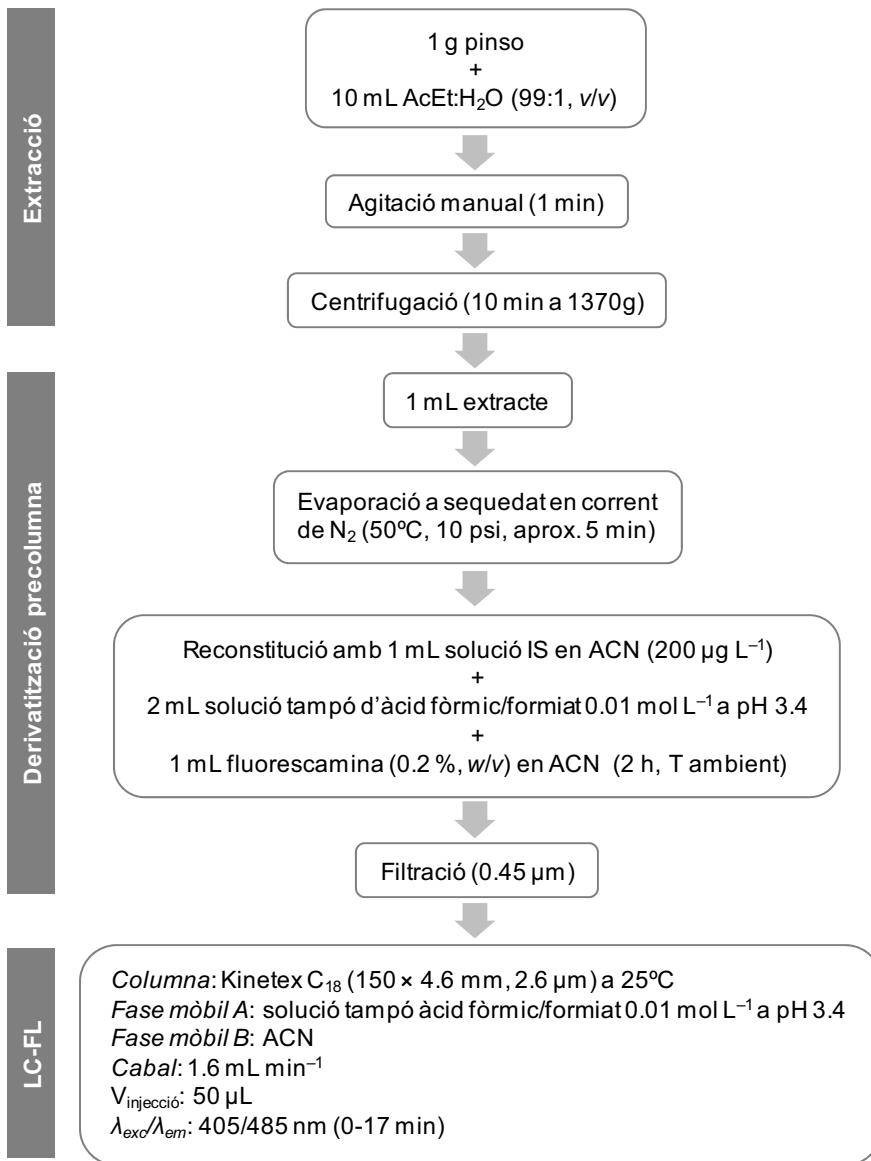 Extracció
1 g pinso
+
10 mL AcEt:H₂O (99:1, v/v)
Agitació manual (1 min)
Centrifugació (10 min a 1370g)
Derivatització precolumna
1 mL extracte
Evaporació a sequedat en corrent
de N₂ (50ºC, 10 psi, aprox. 5 min)
Reconstitució amb 1 mL solució IS en ACN (200 µg L⁻¹)
+
2 mL solució tampó d'àcid fòrmic/formiat 0.01 mol L⁻¹ a pH 3.4
+
1 mL fluorescamina (0.2 %, w/v) en ACN (2 h, T ambient)
Filtració (0.45 µm)
LC-FL
Columna: Kinetex C₁₈ (150 × 4.6 mm, 2.6 µm) a 25ºC
Fase mòbil A: solució tampó àcid fòrmic/formiat 0.01 mol L⁻¹ a pH 3.4
Fase mòbil B: ACN
Cabal: 1.6 mL min⁻¹
Vinjecció: 50 µL
λexc/λem: 405/485 nm (0-17 min)